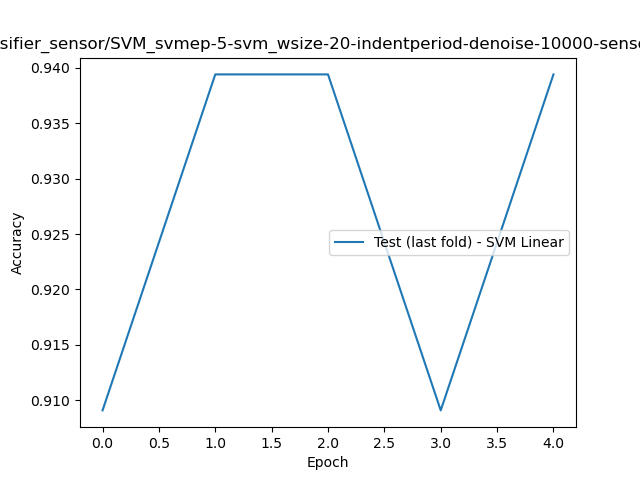 sifier_sensor/SVM_svmep-5-svm_wsize-20-indentperiod-denoise-10000-sens
0.940
0.935
0.930
0.925
0.920
0.915
0.910
Accuracy
Test (last fold) - SVM Linear
0.0 0.5 1.0 1.5 2.0 2.5 3.0 3.5 4.0
Epoch